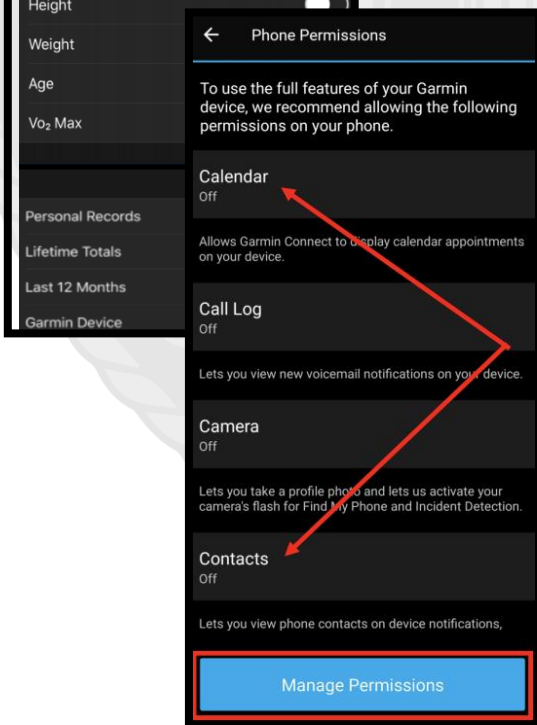 Height
Weight
Age
Vo₂ Max
Personal Records
Lifetime Totals
Last 12 Months
Garmin Device
Phone Permissions
To use the full features of your Garmin
device, we recommend allowing the following
permissions on your phone.
Calendar
Off
Allows Garmin Connect to display calendar appointments
on your device.
Call Log
Off
Lets you view new voicemail notifications on your device.
Camera
Off
Lets you take a profile photo and lets us activate your
camera's flash for Find My Phone and Incident Detection.
Contacts
Off
Lets you view phone contacts on device notifications,
Manage Permissions